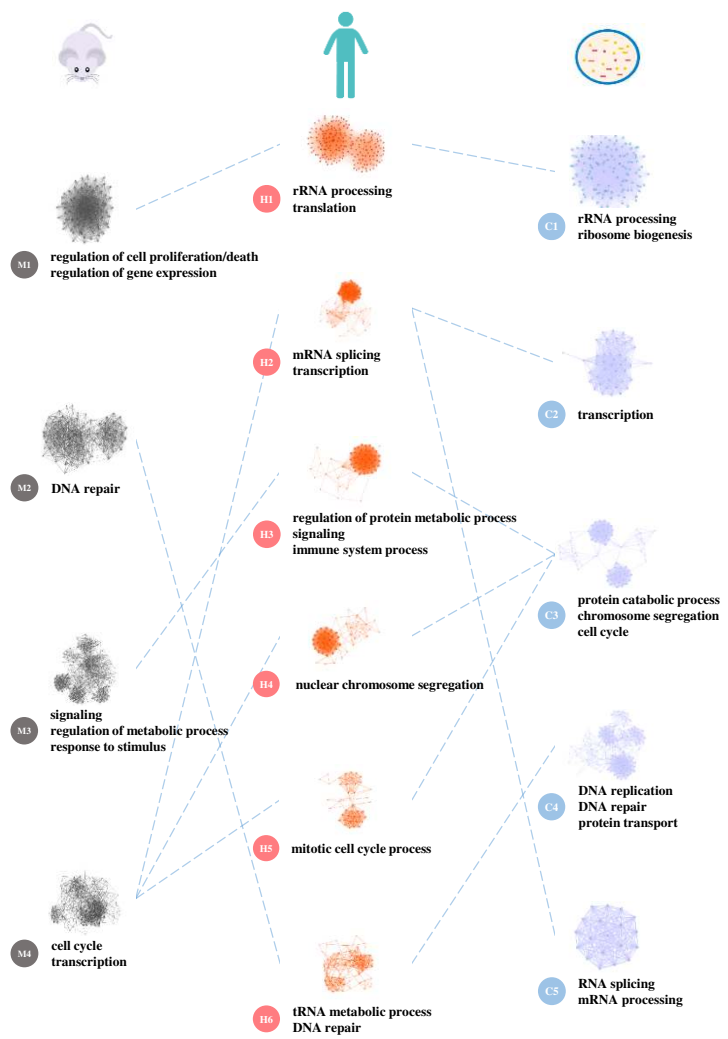 H1
rRNA processing
translation
M1
regulation of cell proliferation/death
regulation of gene expression
C1
rRNA processing
ribosome biogenesis
H2
mRNA splicing
transcription
C2
transcription
M2
DNA repair
H3
regulation of protein metabolic process
signaling
immune system process
C3
protein catabolic process
chromosome segregation
cell cycle
H4
nuclear chromosome segregation
M3
signaling
regulation of metabolic process
response to stimulus
C4
DNA replication
DNA repair
protein transport
H5
mitotic cell cycle process
M4
cell cycle
transcription
C5
RNA splicing
mRNA processing
H6
tRNA metabolic process
DNA repair